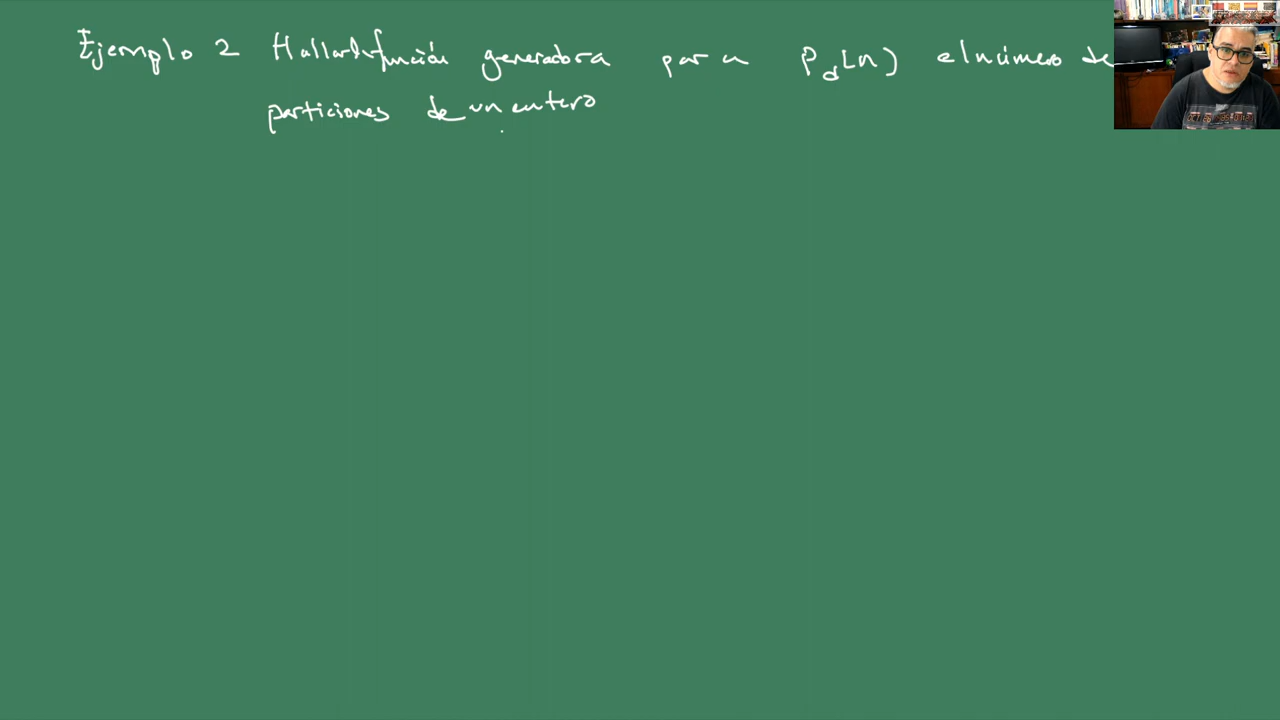 Ejemplo 2 Hallar la función generadora para P_d(n) el número de
particiones de un entero